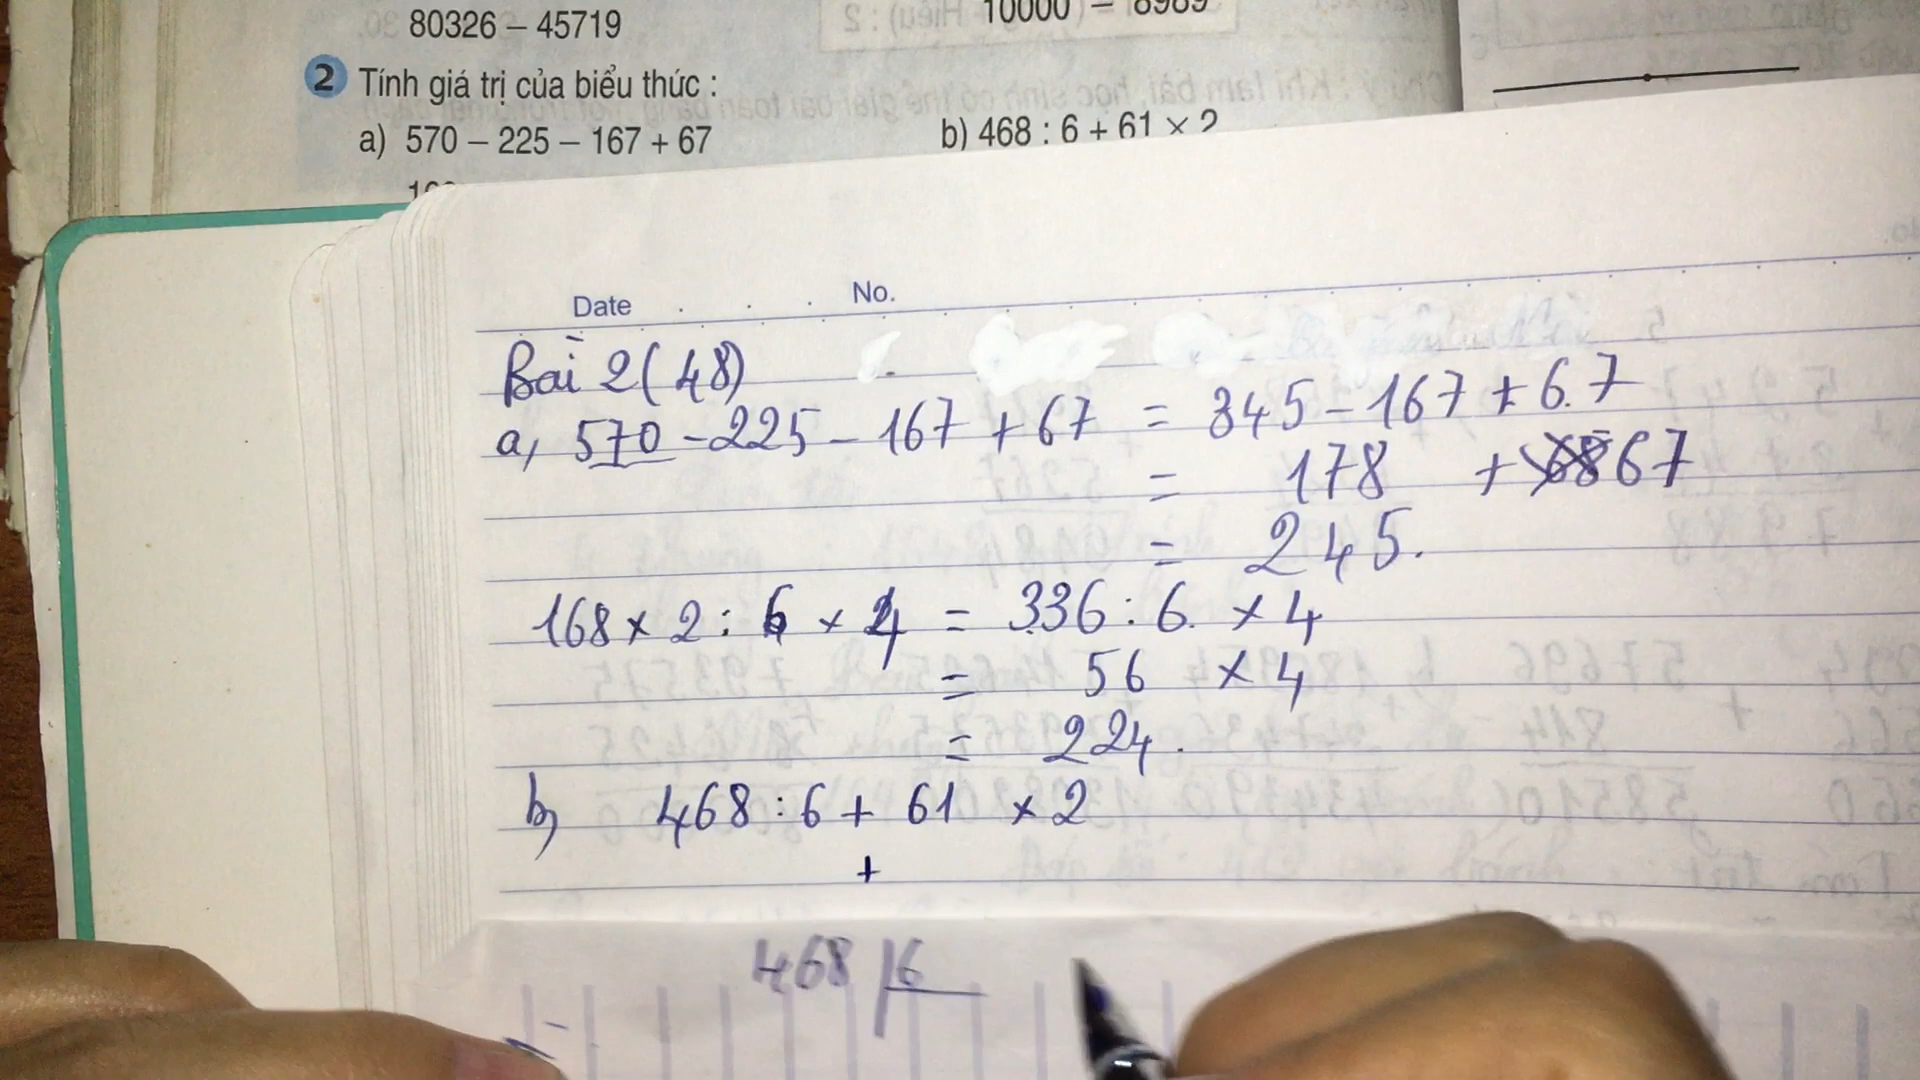 80326 – 45719
10000 – 8989
2 Tính giá trị của biểu thức :
a) 570 – 225 – 167 + 67
b) 468 : 6 + 61 × 2
Date No.
Bài 2 (48)
a, 570 - 225 - 167 + 67 = 345 - 167 + 67
= 178 + 67
= 245.
168 × 2 : 6 × 4 = 336 : 6 × 4
= 56 × 4
= 224.
b, 468 : 6 + 61 × 2
+
468 6